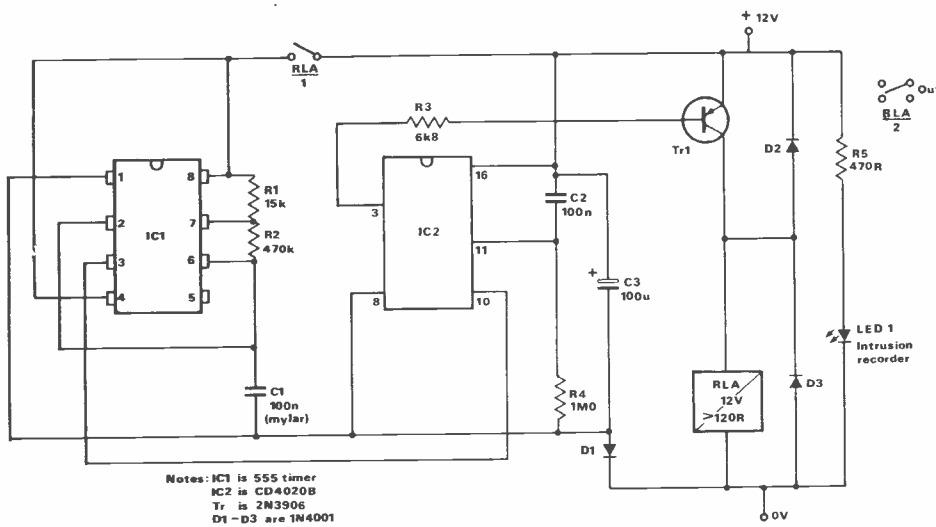 + 12V
RLA
1
R3
6k8
Tr1
D2
R5
470R
Out
BLA
2
1
2
3
4
8
7
6
5
IC1
R1
15k
R2
470k
3
8
16
11
10
IC2
C2
100n
+
C3
100u
C1
100n
(mylar)
R4
1M0
D1
RLA
12V
>120R
D3
LED 1
Intrusion
recorder
0V
Notes: IC1 is 555 timer
IC2 is CD4020B
Tr is 2N3906
D1-D3 are 1N4001